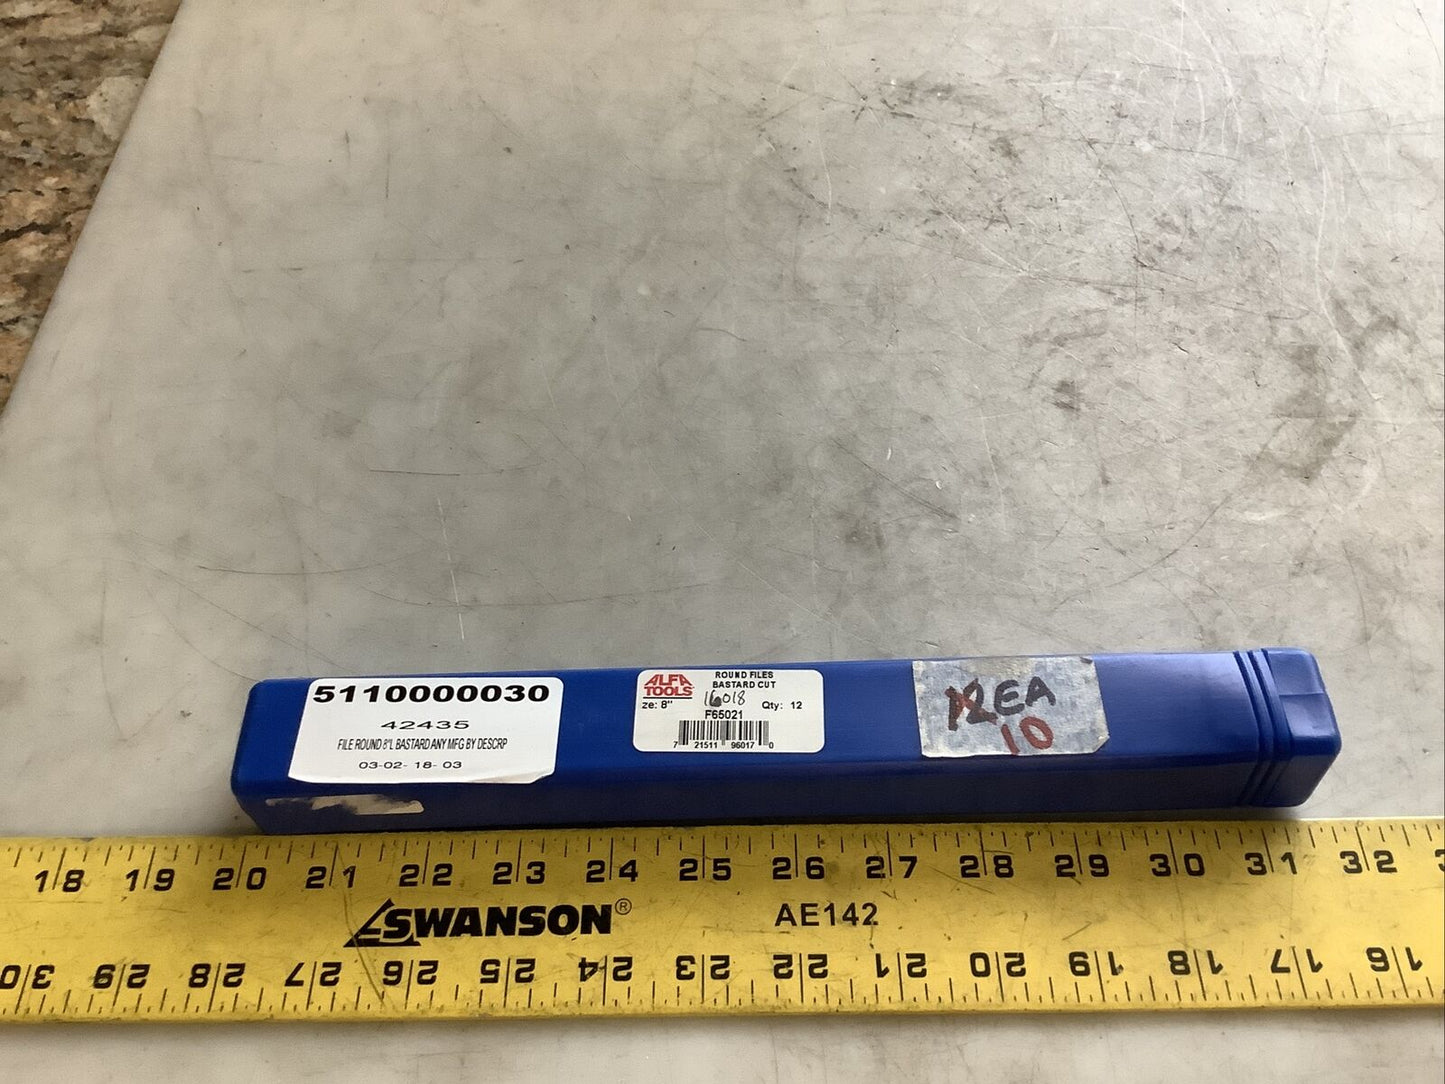 5110000030
42435
FILE ROUND 8"L BASTARD ANY MFG BY DESCRP
03-02- 18- 03
ALFA
TOOLS
ROUND FILES
BASTARD CUT
16018
ze: 8" Qty: 12
F65021
7 21511 96017 0
12 EA
10
18 19 20 21 22 23 24 25 26 27 28 29 30 31 32
SWANSON® AE142
30 29 28 27 26 25 24 23 22 21 20 19 18 17 16